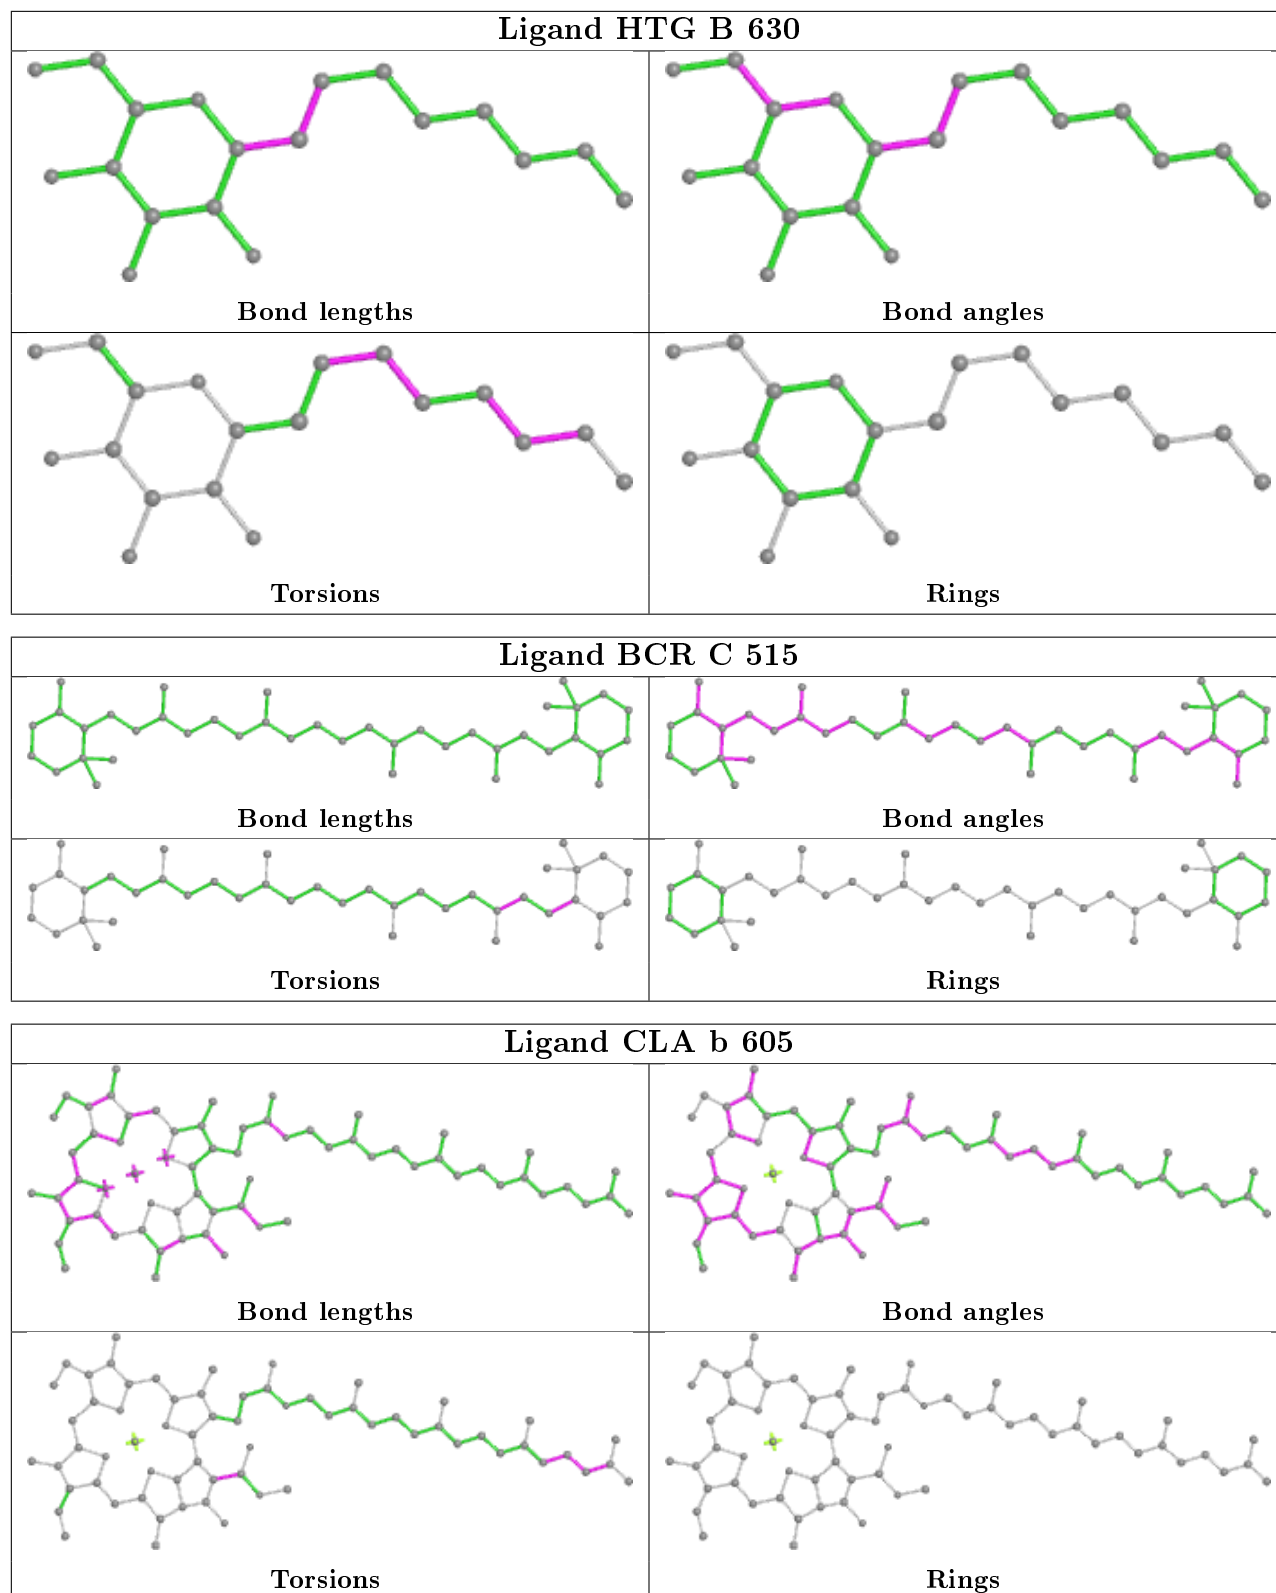 Ligand HTG B 630
Bond lengths
Bond angles
Torsions
Rings
Ligand BCR C 515
Bond lengths
Bond angles
Torsions
Rings
Ligand CLA b 605
Bond lengths
Bond angles
Torsions
Rings